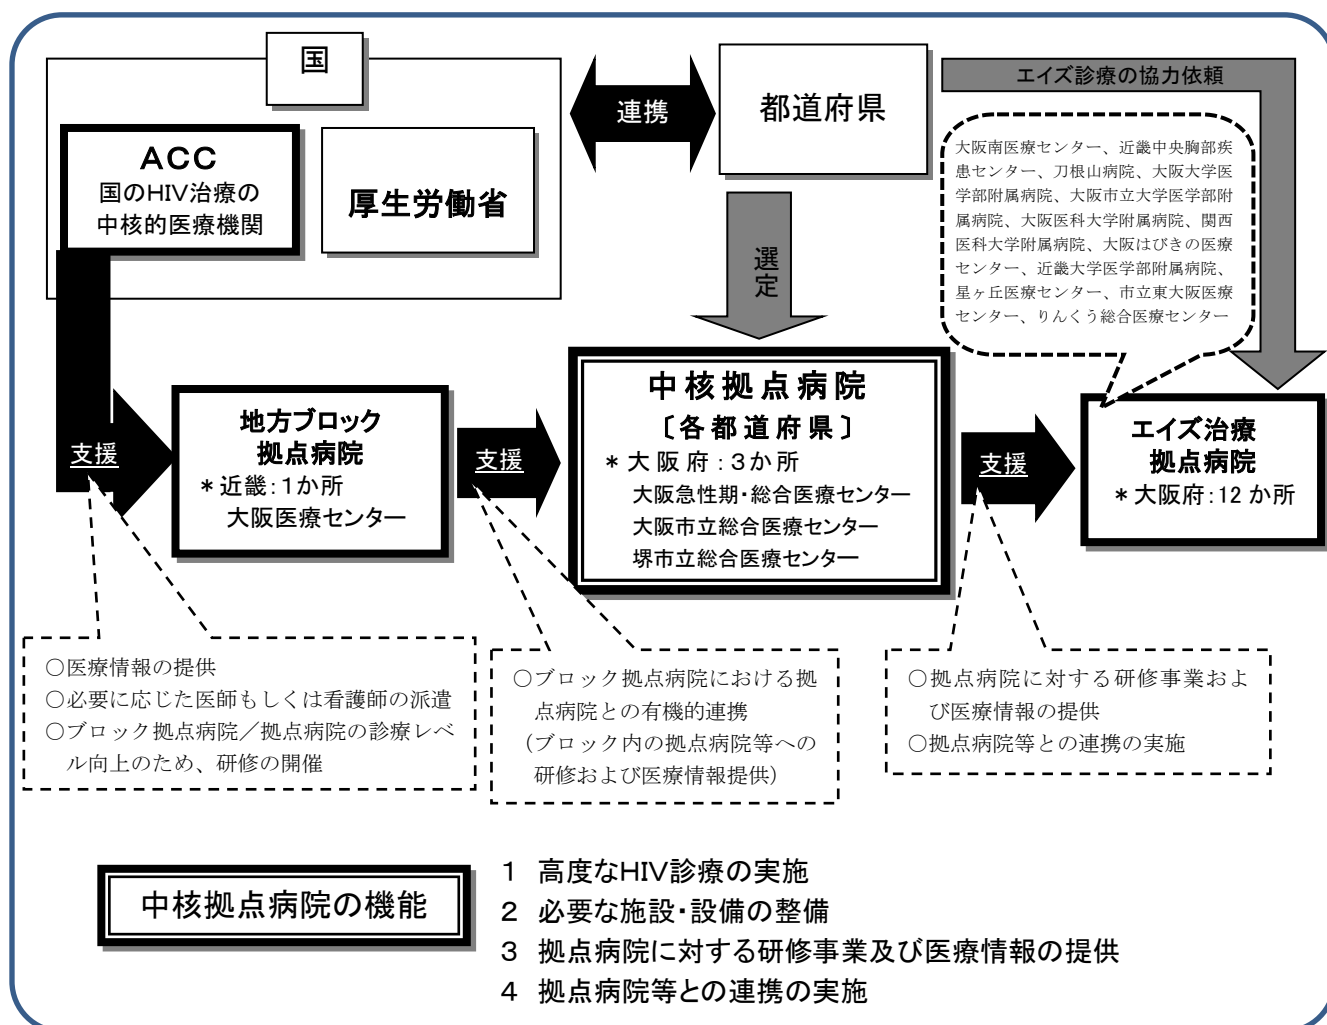 国
ACC
国のHIV治療の
中核的医療機関
厚生労働省
連携
都道府県
エイズ診療の協力依頼
大阪南医療センター、近畿中央胸部疾
患センター、刀根山病院、大阪大学医
学部附属病院、大阪市立大学医学部附
属病院、大阪医科大学附属病院、関西
医科大学附属病院、大阪はびきの医療
センター、近畿大学医学部附属病院、
星ヶ丘医療センター、市立東大阪医療
センター、りんくう総合医療センター
選定
支援
地方ブロック
拠点病院
*近畿:1か所
大阪医療センター
支援
中核拠点病院
〔各都道府県〕
*大阪府:3か所
大阪急性期・総合医療センター
大阪市立総合医療センター
堺市立総合医療センター
支援
エイズ治療
拠点病院
*大阪府:12か所
○医療情報の提供
○必要に応じた医師もしくは看護師の派遣
○ブロック拠点病院/拠点病院の診療レベ
ル向上のため、研修の開催
○ブロック拠点病院における拠
点病院との有機的連携
(ブロック内の拠点病院等への
研修および医療情報提供)
○拠点病院に対する研修事業およ
び医療情報の提供
○拠点病院等との連携の実施
中核拠点病院の機能
1 高度なHIV診療の実施
2 必要な施設・設備の整備
3 拠点病院に対する研修事業及び医療情報の提供
4 拠点病院等との連携の実施